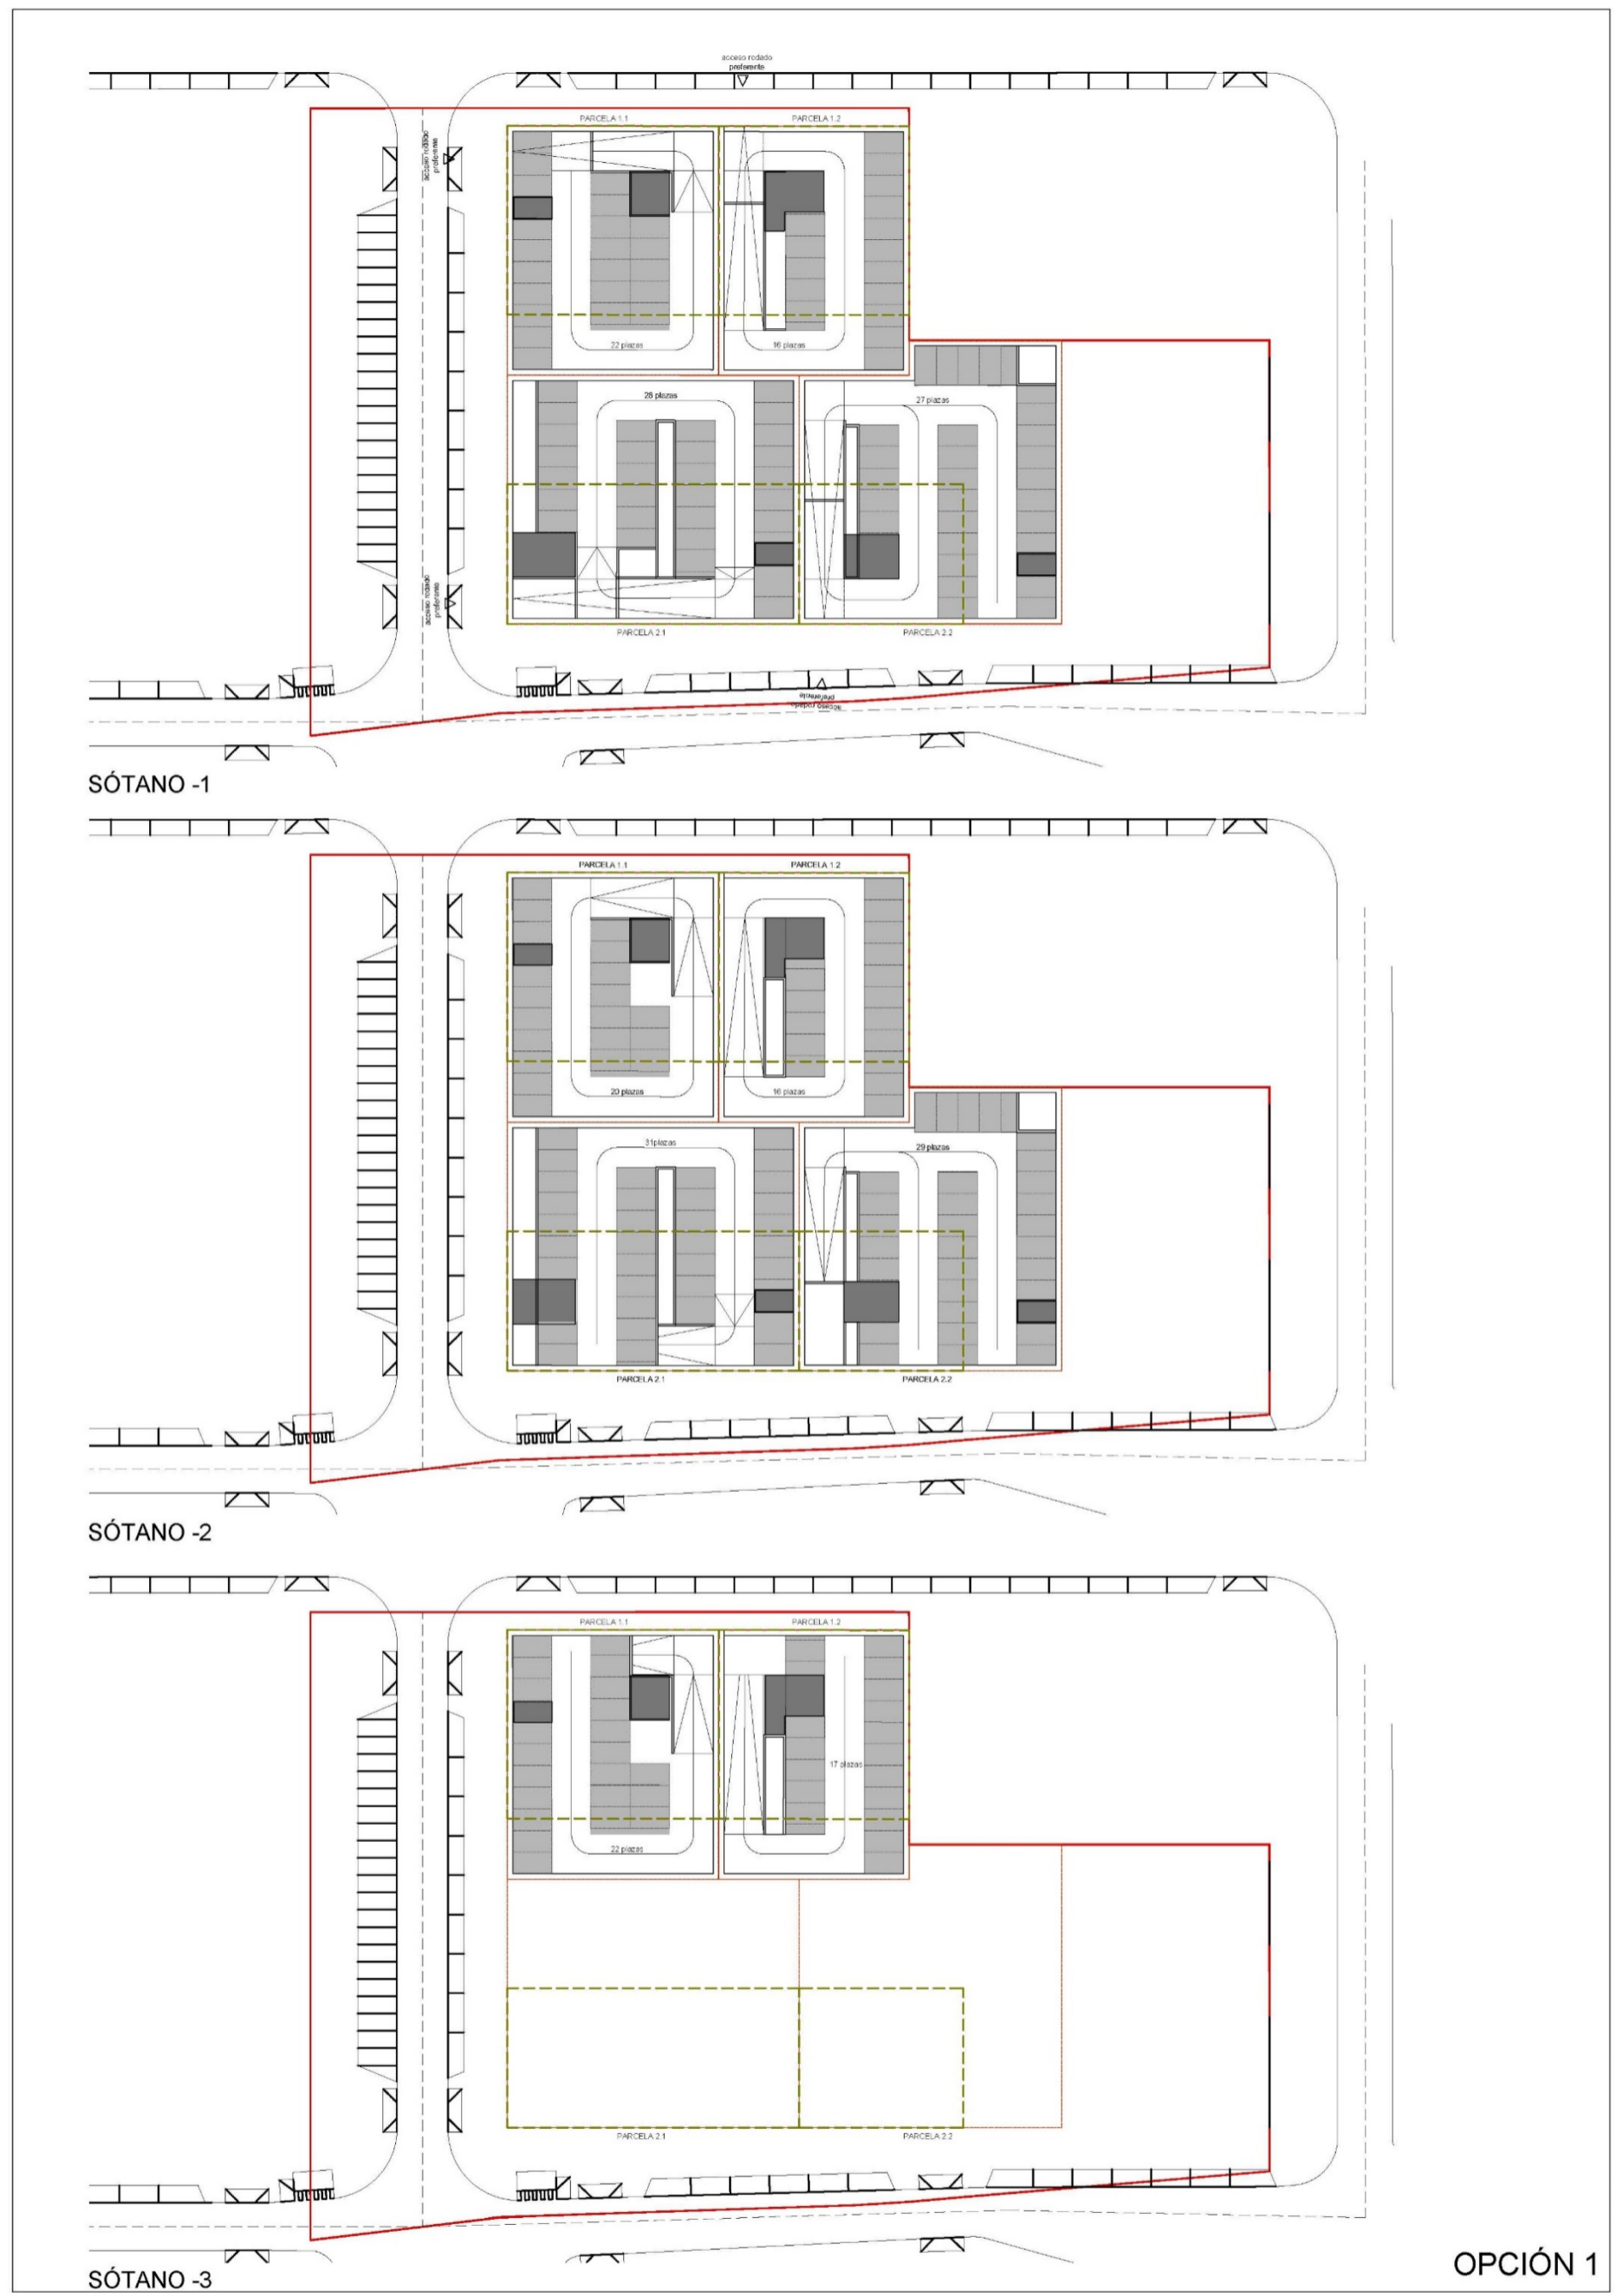 acceso rodado
preferente
PARCELA 1.1
PARCELA 1.2
acceso rodado
preferente
22 plazas
16 plazas
28 plazas
27 plazas
acceso rodado
preferente
PARCELA 2.1
PARCELA 2.2
acceso rodado
preferente
SÓTANO -1
PARCELA 1.1
PARCELA 1.2
20 plazas
16 plazas
31plazas
29 plazas
PARCELA 2.1
PARCELA 2.2
SÓTANO -2
PARCELA 1.1
PARCELA 1.2
17 plazas
22 plazas
PARCELA 2.1
PARCELA 2.2
OPCIÓN 1
SÓTANO -3